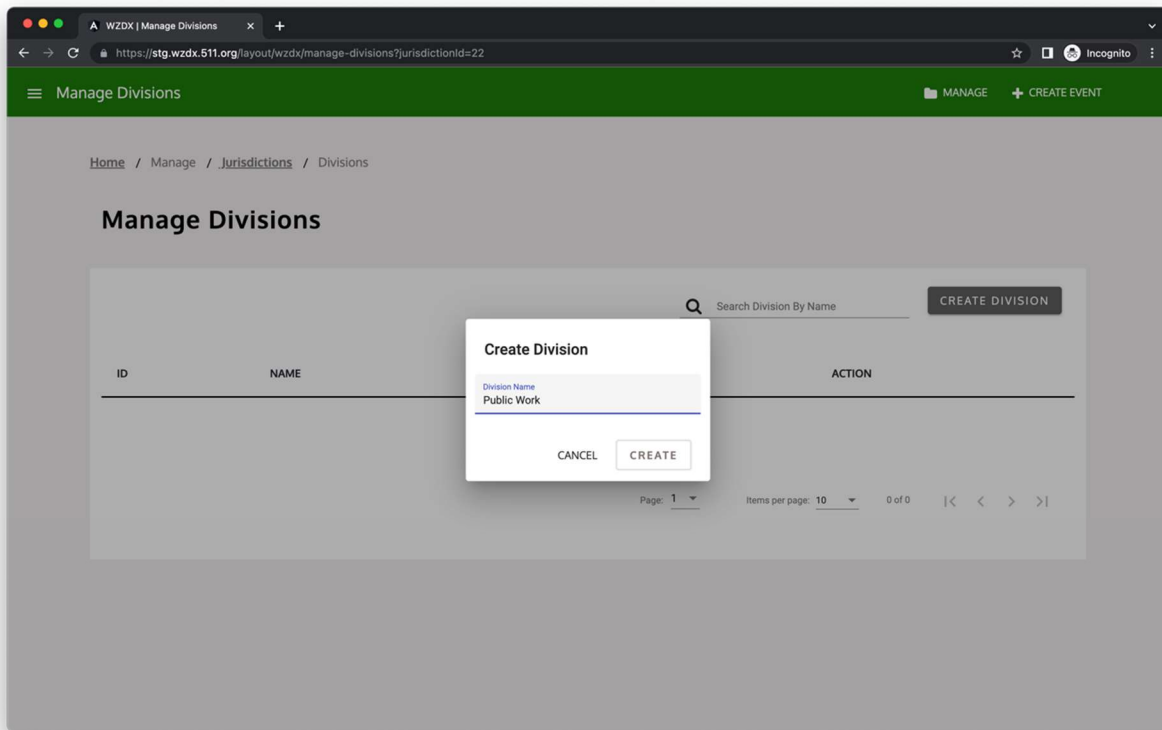 WZDX | Manage Divisions
https://stg.wzdx.511.org/layout/wzdx/manage-divisions?jurisdictionId=22
Incognito
Manage Divisions
MANAGE
CREATE EVENT
Home / Manage / Jurisdictions / Divisions
Manage Divisions
Search Division By Name
CREATE DIVISION
ID NAME ACTION
Create Division
Division Name
Public Work
CANCEL CREATE
Page: 1 Items per page: 10 0 of 0